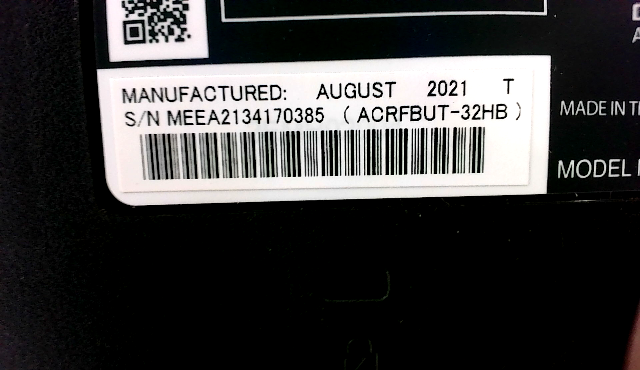 MANUFACTURED: AUGUST 2021 T
S/N MEEA2134170385 (ACRFBUT-32HB)
MADE IN
MODEL